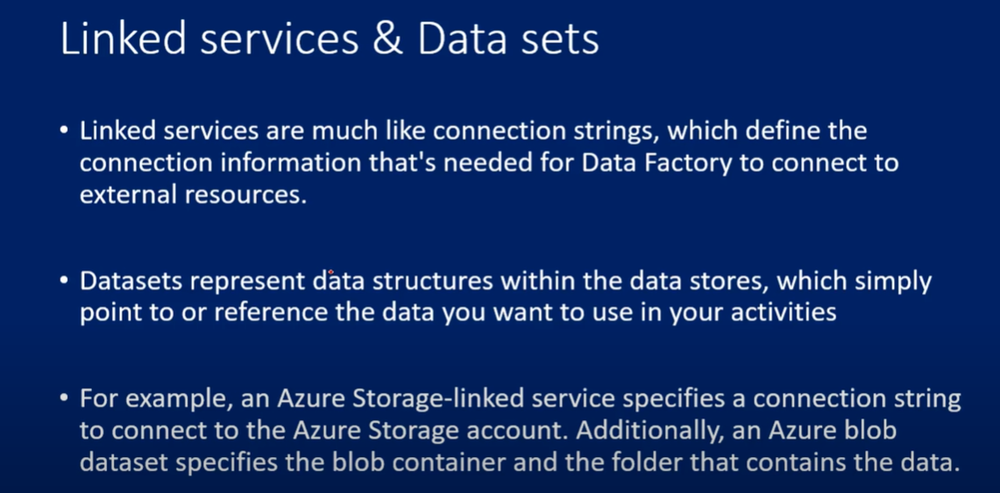 Linked services & Data sets
• Linked services are much like connection strings, which define the
connection information that's needed for Data Factory to connect to
external resources.
• Datasets represent data structures within the data stores, which simply
point to or reference the data you want to use in your activities
• For example, an Azure Storage-linked service specifies a connection string
to connect to the Azure Storage account. Additionally, an Azure blob
dataset specifies the blob container and the folder that contains the data.